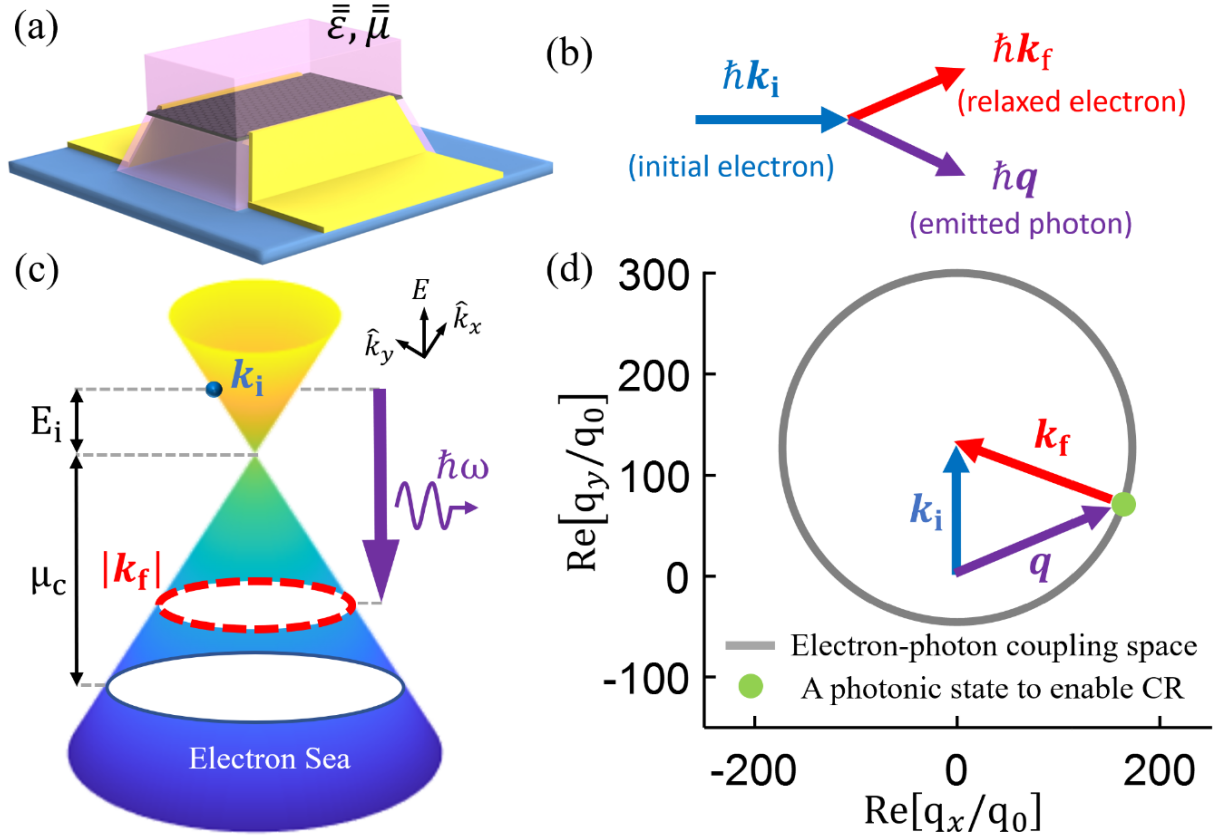 (a)
ε̿, μ̿
(b)
ħk_i
ħk_f
(relaxed electron)
(initial electron)
ħq
(emitted photon)
(c)
E
k̂_x
k̂_y
k_i
E_i
ħω
|k_f|
μ_c
Electron Sea
(d)
300
200
100
0
-100
Re[q_y/q_0]
k_f
k_i
q
Electron-photon coupling space
A photonic state to enable CR
-200 0 200
Re[q_x/q_0]